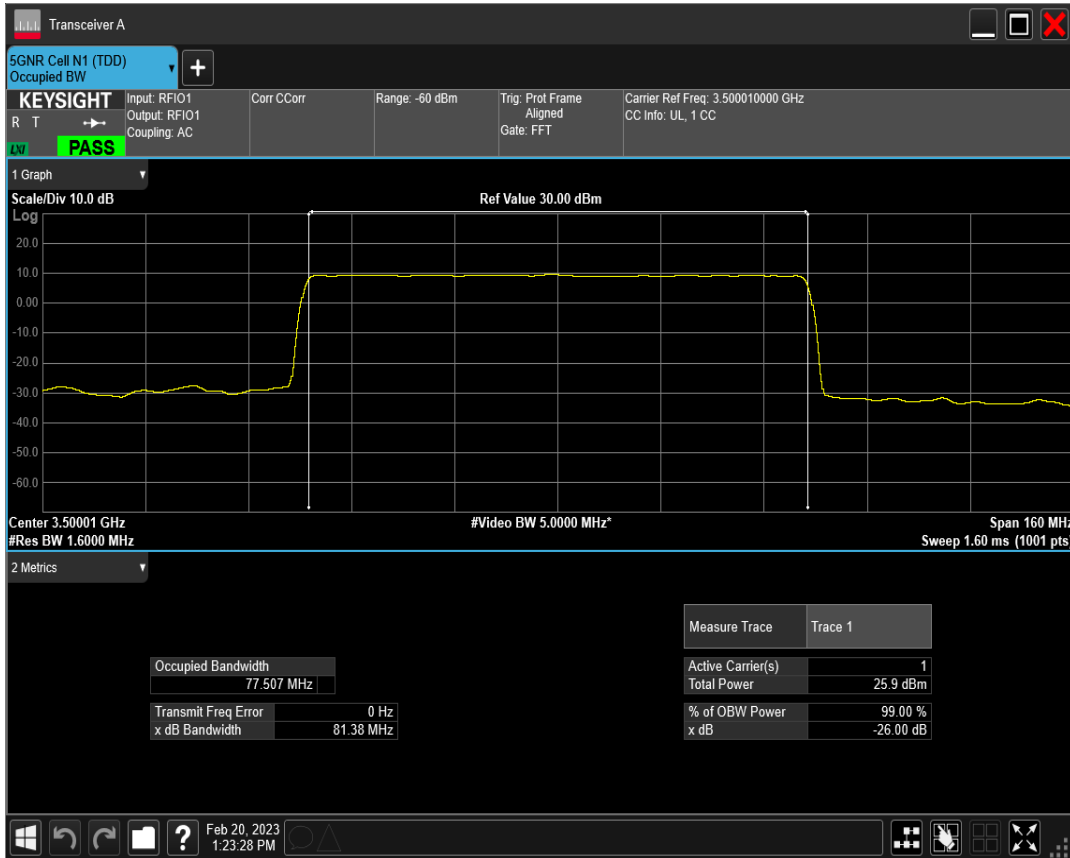 Transceiver A
5GNR Cell N1 (TDD)
Occupied BW
+
KEYSIGHT
R T
LXI
PASS
Input: RFIO1
Output: RFIO1
Coupling: AC
Corr CCorr
Range: -60 dBm
Trig: Prot Frame
Aligned
Gate: FFT
Carrier Ref Freq: 3.500010000 GHz
CC Info: UL, 1 CC
1 Graph
Scale/Div 10.0 dB
Ref Value 30.00 dBm
Log
20.0
10.0
0.00
-10.0
-20.0
-30.0
-40.0
-50.0
-60.0
Center 3.50001 GHz
#Video BW 5.0000 MHz*
Span 160 MHz
#Res BW 1.6000 MHz
Sweep 1.60 ms (1001 pts)
2 Metrics
Measure Trace Trace 1
Occupied Bandwidth
77.507 MHz
Active Carrier(s) 1
Total Power 25.9 dBm
Transmit Freq Error 0 Hz
x dB Bandwidth 81.38 MHz
% of OBW Power 99.00 %
x dB -26.00 dB
?
Feb 20, 2023
1:23:28 PM